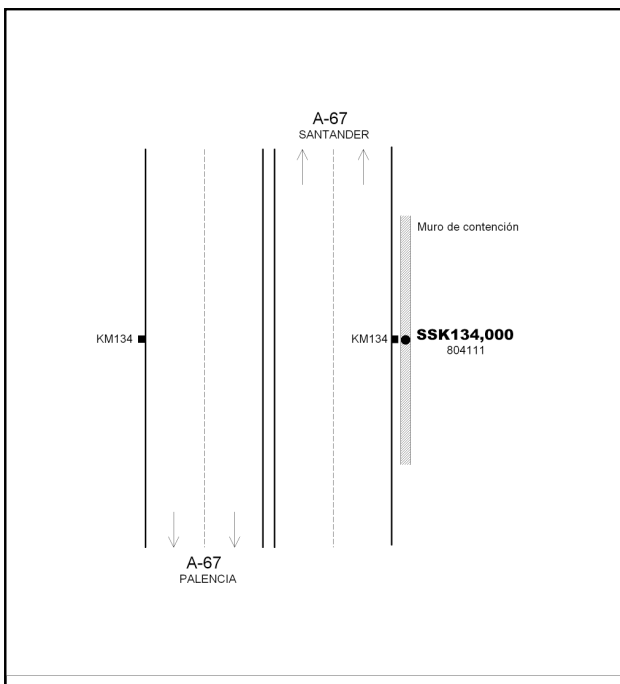 A-67
SANTANDER
Muro de contención
KM134
KM134
SSK134,000
804111
A-67
PALENCIA